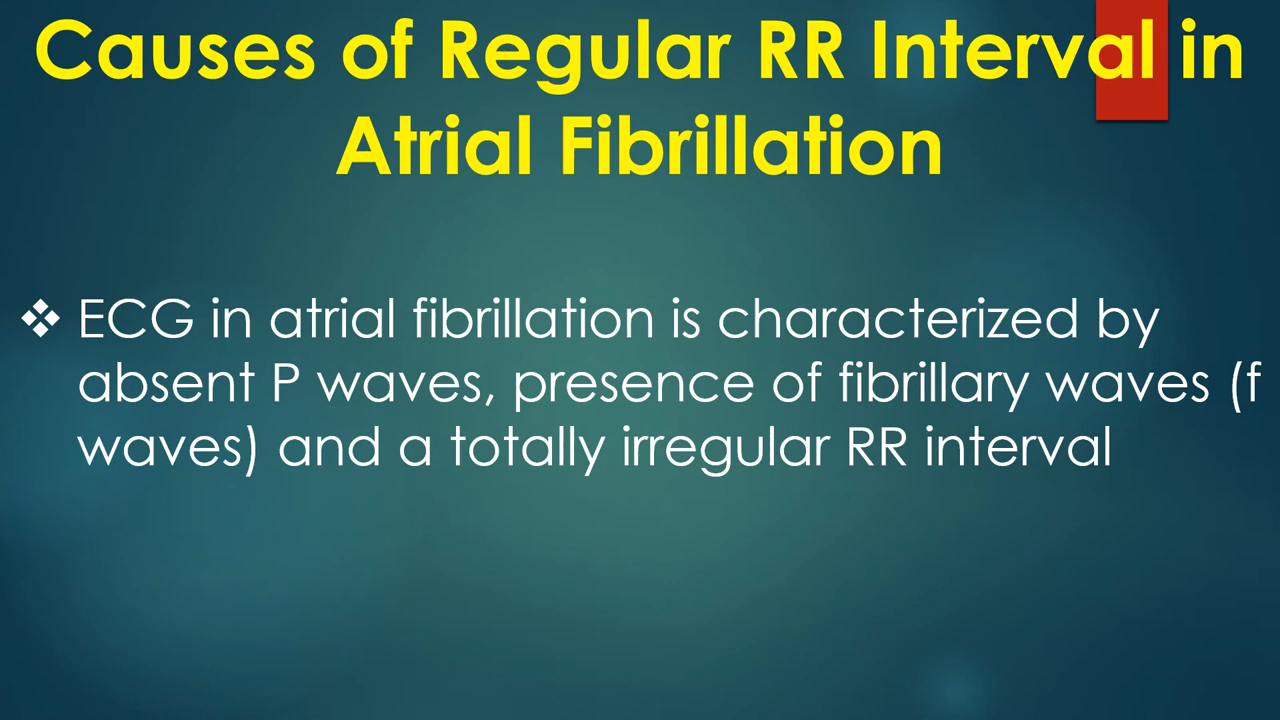 Causes of Regular RR Interval in
Atrial Fibrillation
❖ ECG in atrial fibrillation is characterized by
absent P waves, presence of fibrillary waves (f
waves) and a totally irregular RR interval